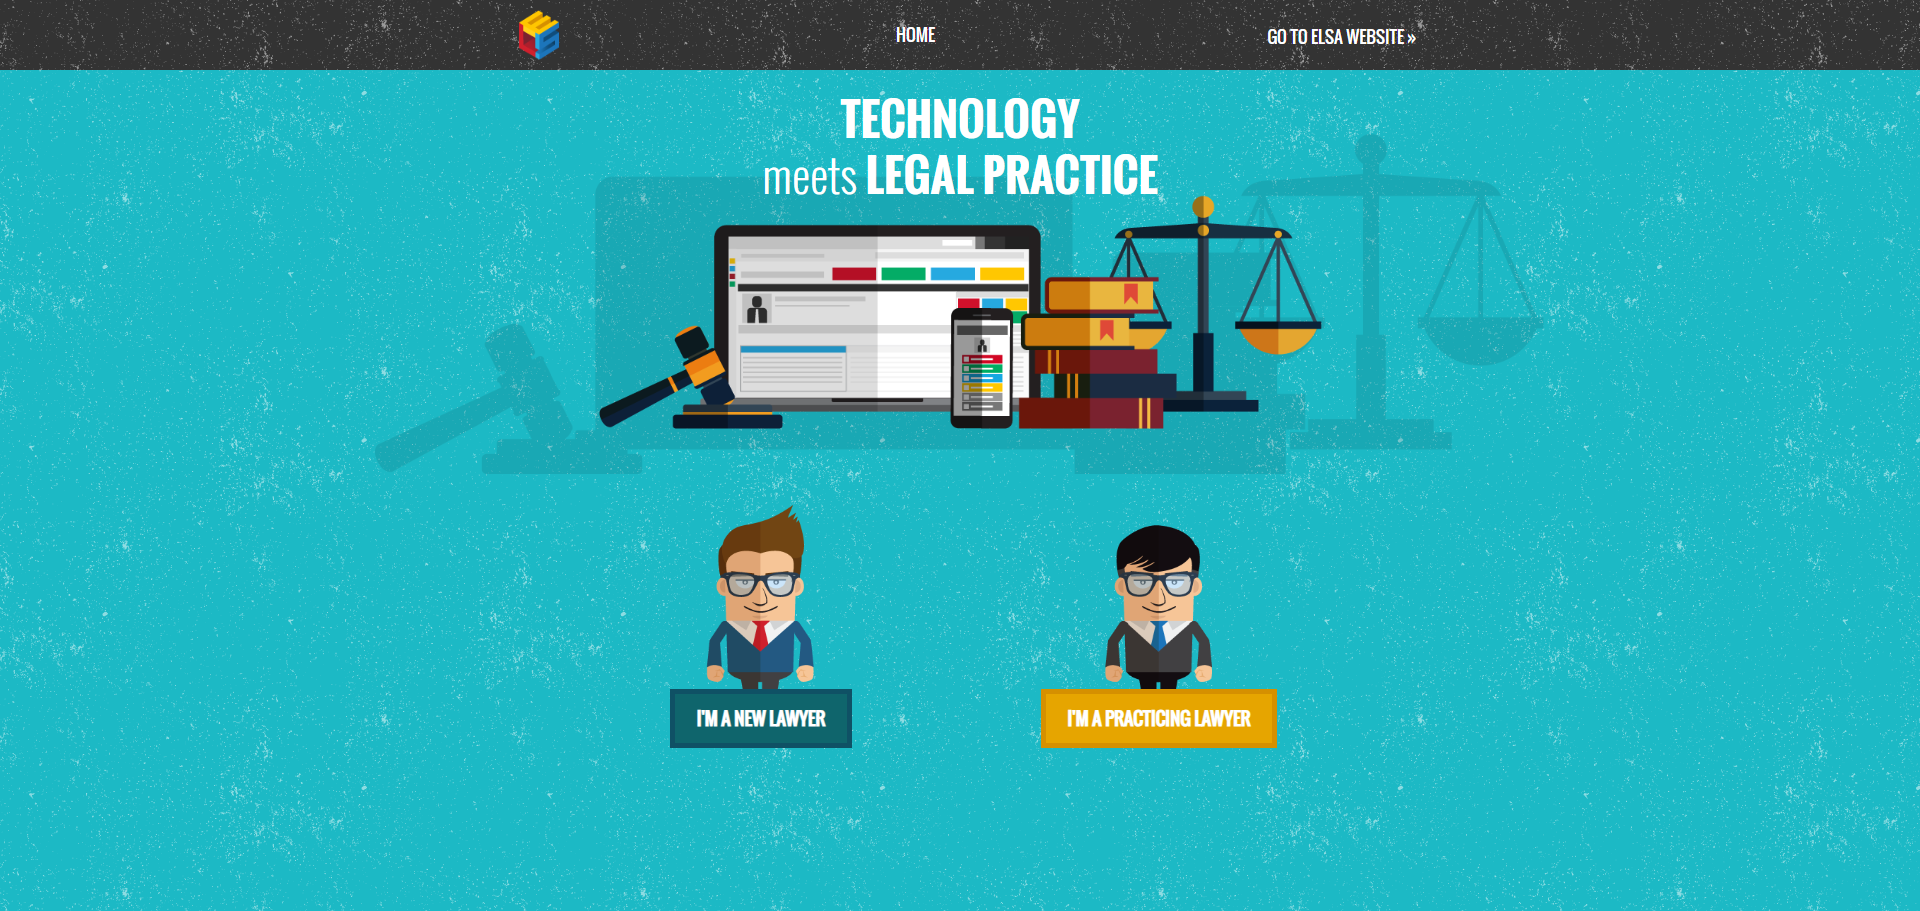 HOME
GO TO ELSA WEBSITE »
TECHNOLOGY
meets LEGAL PRACTICE
I'M A NEW LAWYER
I'M A PRACTICING LAWYER